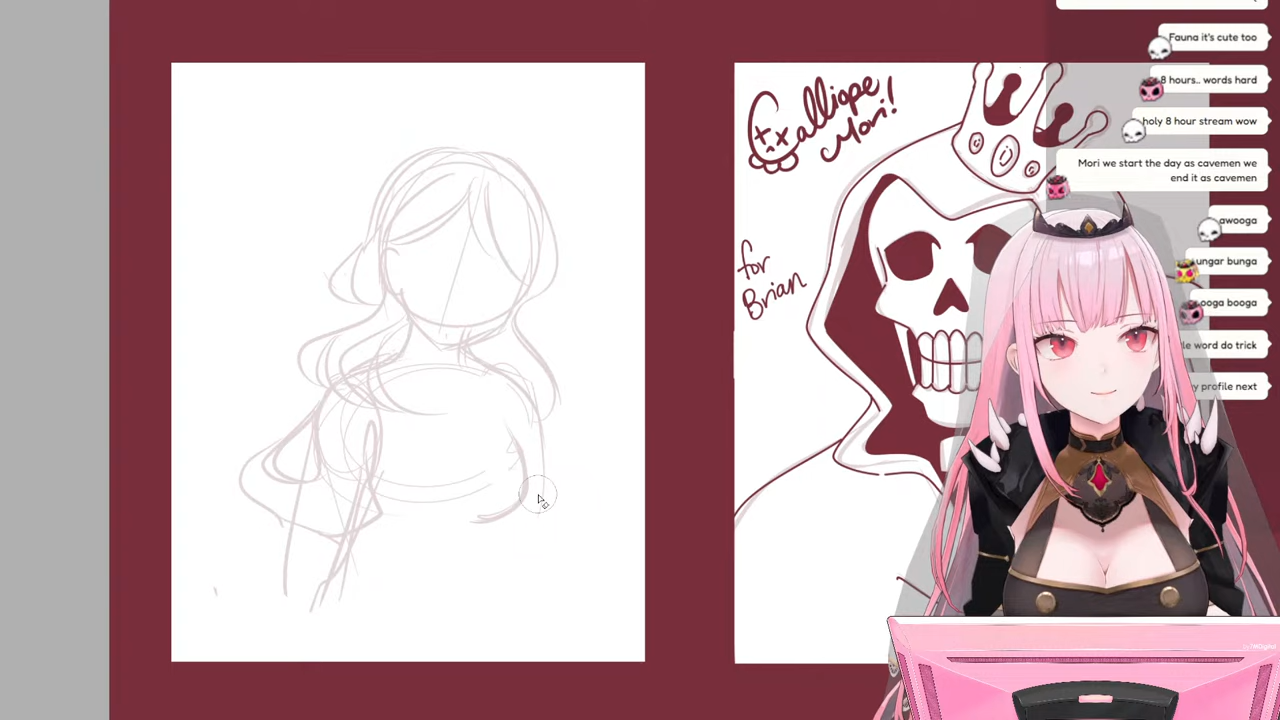 Calliope
Mori!
for
Brian
Fauna it's cute too
8 hours.. words hard
holy 8 hour stream wow
Mori we start the day as cavemen we
end it as cavemen
awooga
ungar bunga
ooga booga
word do trick
profile next